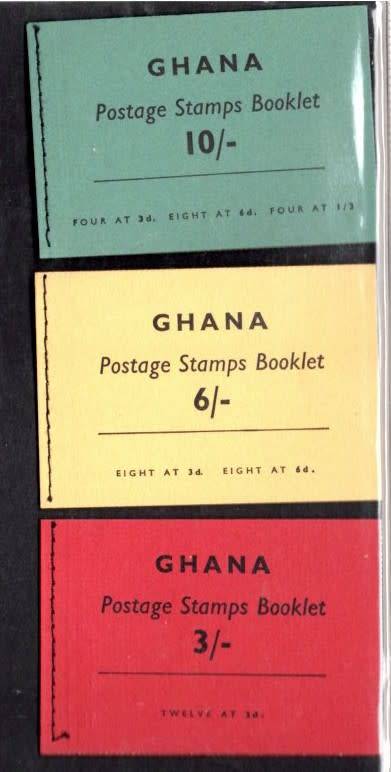 GHANA
Postage Stamps Booklet
10/-
FOUR AT 3d. EIGHT AT 6d. FOUR AT 1/3
GHANA
Postage Stamps Booklet
6/-
EIGHT AT 3d. EIGHT AT 6d.
GHANA
Postage Stamps Booklet
3/-
TWELVE AT 3d.